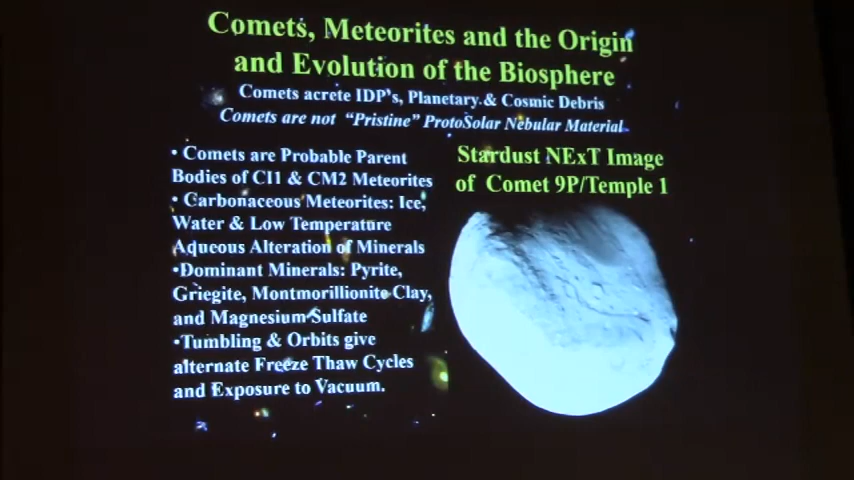 Comets, Meteorites and the Origin
and Evolution of the Biosphere
Comets acrete IDP's, Planetary & Cosmic Debris
Comets are not "Pristine" ProtoSolar Nebular Material
• Comets are Probable Parent
Bodies of CI1 & CM2 Meteorites
• Carbonaceous Meteorites: Ice,
Water & Low Temperature
Aqueous Alteration of Minerals
•Dominant Minerals: Pyrite,
Griegite, Montmorillionite Clay,
and Magnesium Sulfate
•Tumbling & Orbits give
alternate Freeze Thaw Cycles
and Exposure to Vacuum.
Stardust NExT Image
of Comet 9P/Temple 1